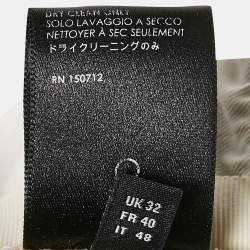 DRY CLEAN ONLY
SOLO LAVAGGIO A SECCO
NETTOYER À SEC SEULEMENT
ドライクリーニングのみ
RN 150712
UK 32
FR 40
IT 48